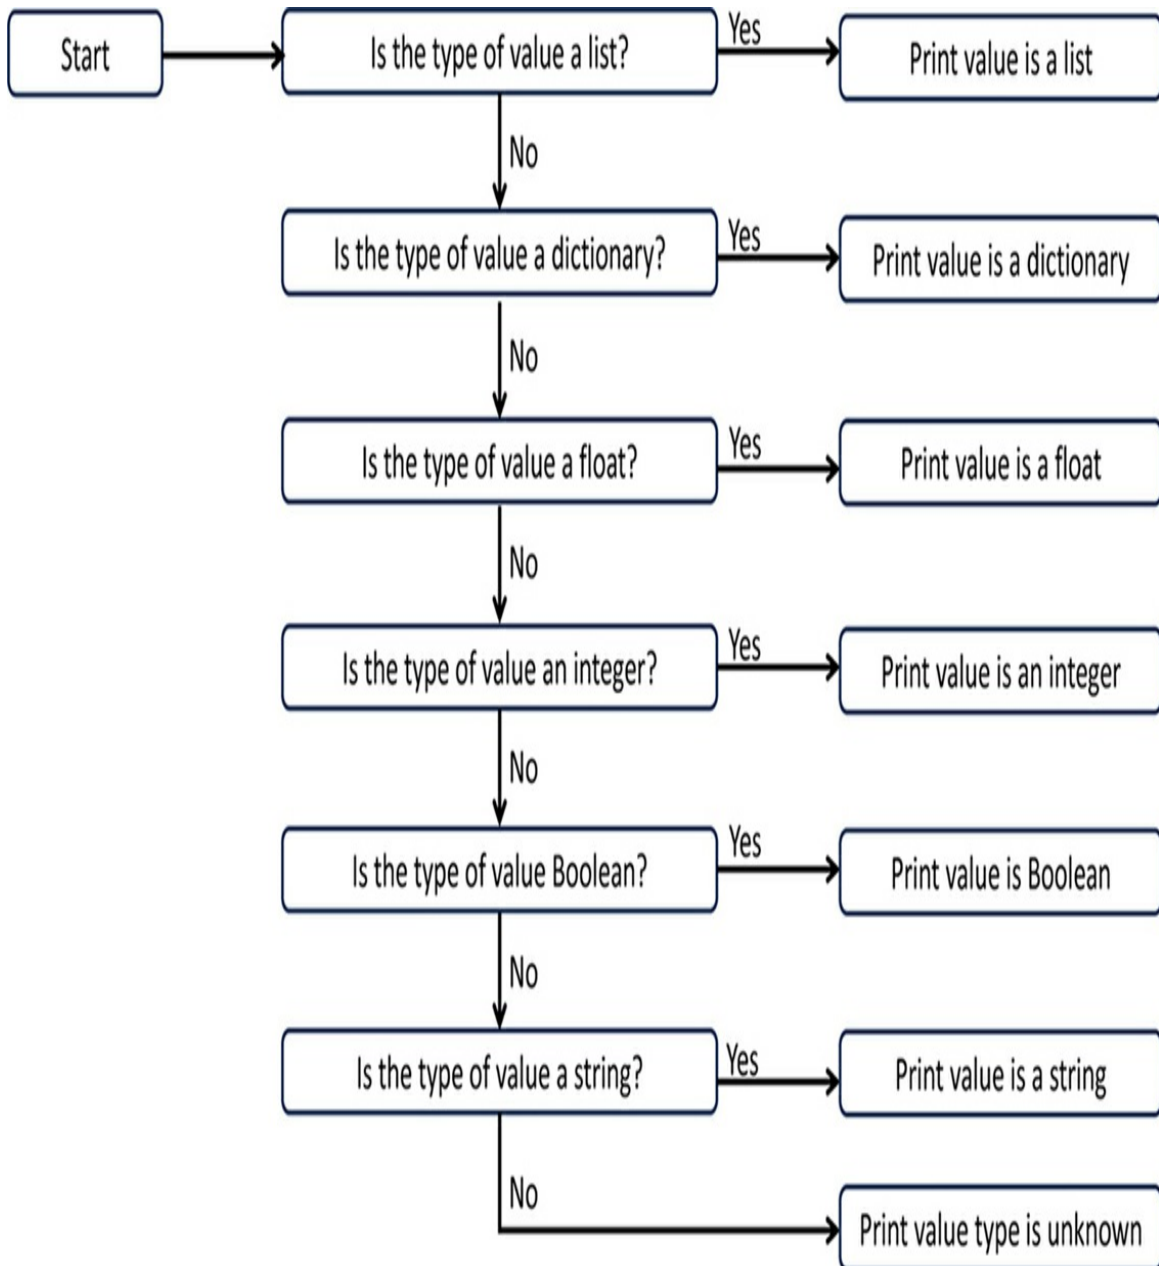 Start
Is the type of value a list?
Yes
Print value is a list
No
Is the type of value a dictionary?
Yes
Print value is a dictionary
No
Is the type of value a float?
Yes
Print value is a float
No
Is the type of value an integer?
Yes
Print value is an integer
No
Is the type of value Boolean?
Yes
Print value is Boolean
No
Is the type of value a string?
Yes
Print value is a string
No
Print value type is unknown